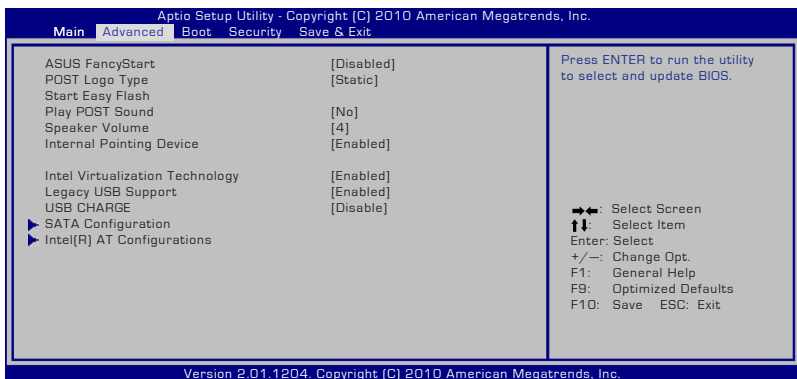 Aptio Setup Utility - Copyright (C) 2010 American Megatrends, Inc.
Main Advanced Boot Security Save & Exit
ASUS FancyStart [Disabled]
POST Logo Type [Static]
Start Easy Flash
Play POST Sound [No]
Speaker Volume [4]
Internal Pointing Device [Enabled]
Intel Virtualization Technology [Enabled]
Legacy USB Support [Enabled]
USB CHARGE [Disable]
SATA Configuration
Intel(R) AT Configurations
Press ENTER to run the utility
to select and update BIOS.
→←: Select Screen
↑↓: Select Item
Enter: Select
+/−: Change Opt.
F1: General Help
F9: Optimized Defaults
F10: Save ESC: Exit
Version 2.01.1204. Copyright (C) 2010 American Megatrends, Inc.